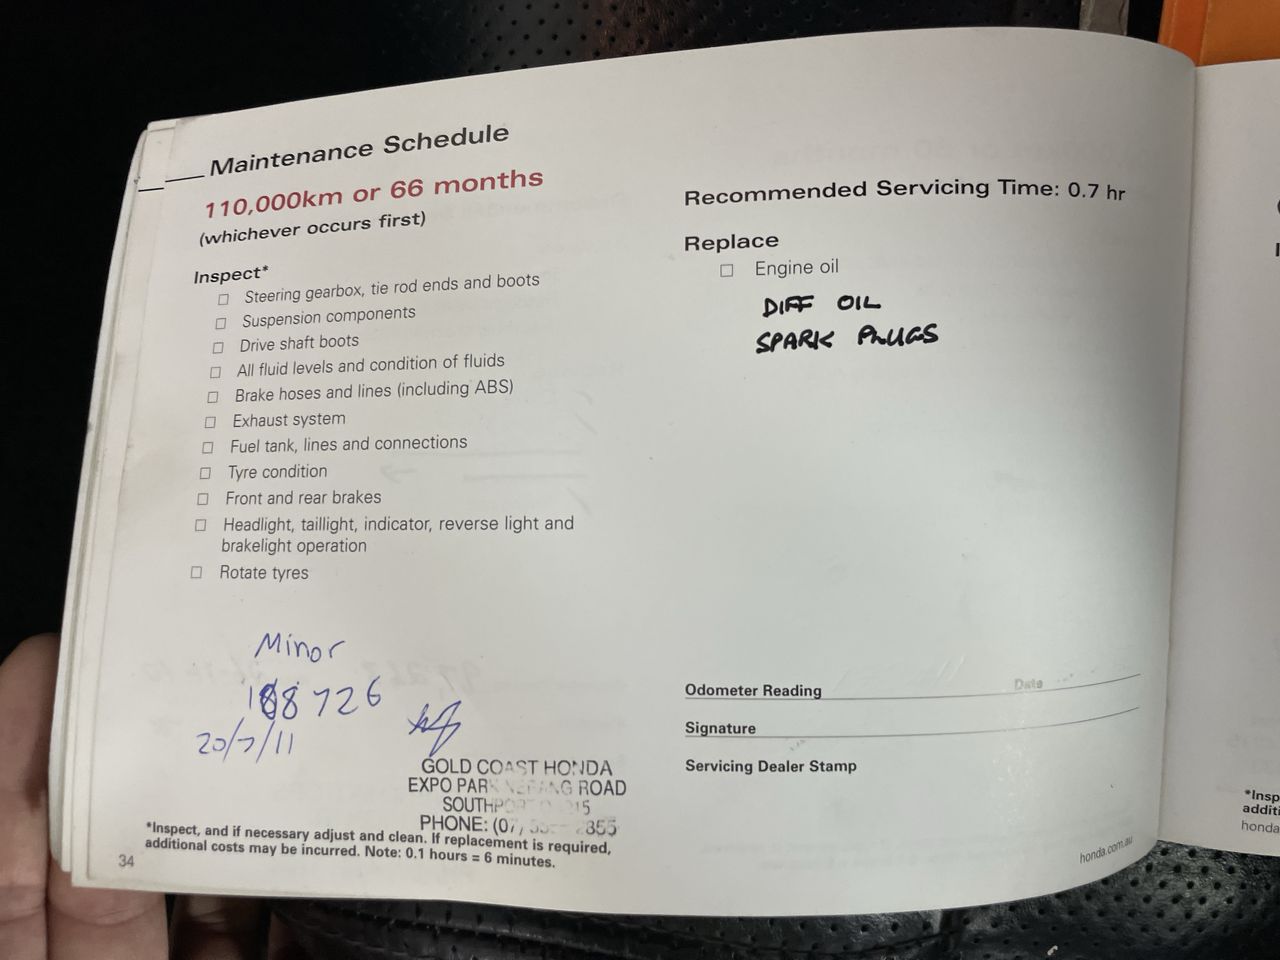 Maintenance Schedule
110,000km or 66 months
(whichever occurs first)
Inspect*
Steering gearbox, tie rod ends and boots
Suspension components
Drive shaft boots
All fluid levels and condition of fluids
Brake hoses and lines (including ABS)
Exhaust system
Fuel tank, lines and connections
Tyre condition
Front and rear brakes
Headlight, taillight, indicator, reverse light and
brakelight operation
Rotate tyres
Minor
20/7/11
GOLD COAST HONDA
EXPO PARK NERANG ROAD
PHONE: (07)
*Inspect, and if necessary adjust and clean. If replacement is required,
additional costs may be incurred. Note: 0.1 hours = 6 minutes.
34
Recommended Servicing Time: 0.7 hr
Replace
Engine oil
DIFF OIL
SPARK PLUGS
Odometer Reading Date
Signature
Servicing Dealer Stamp
honda.com.au
*Insp
additi
honda